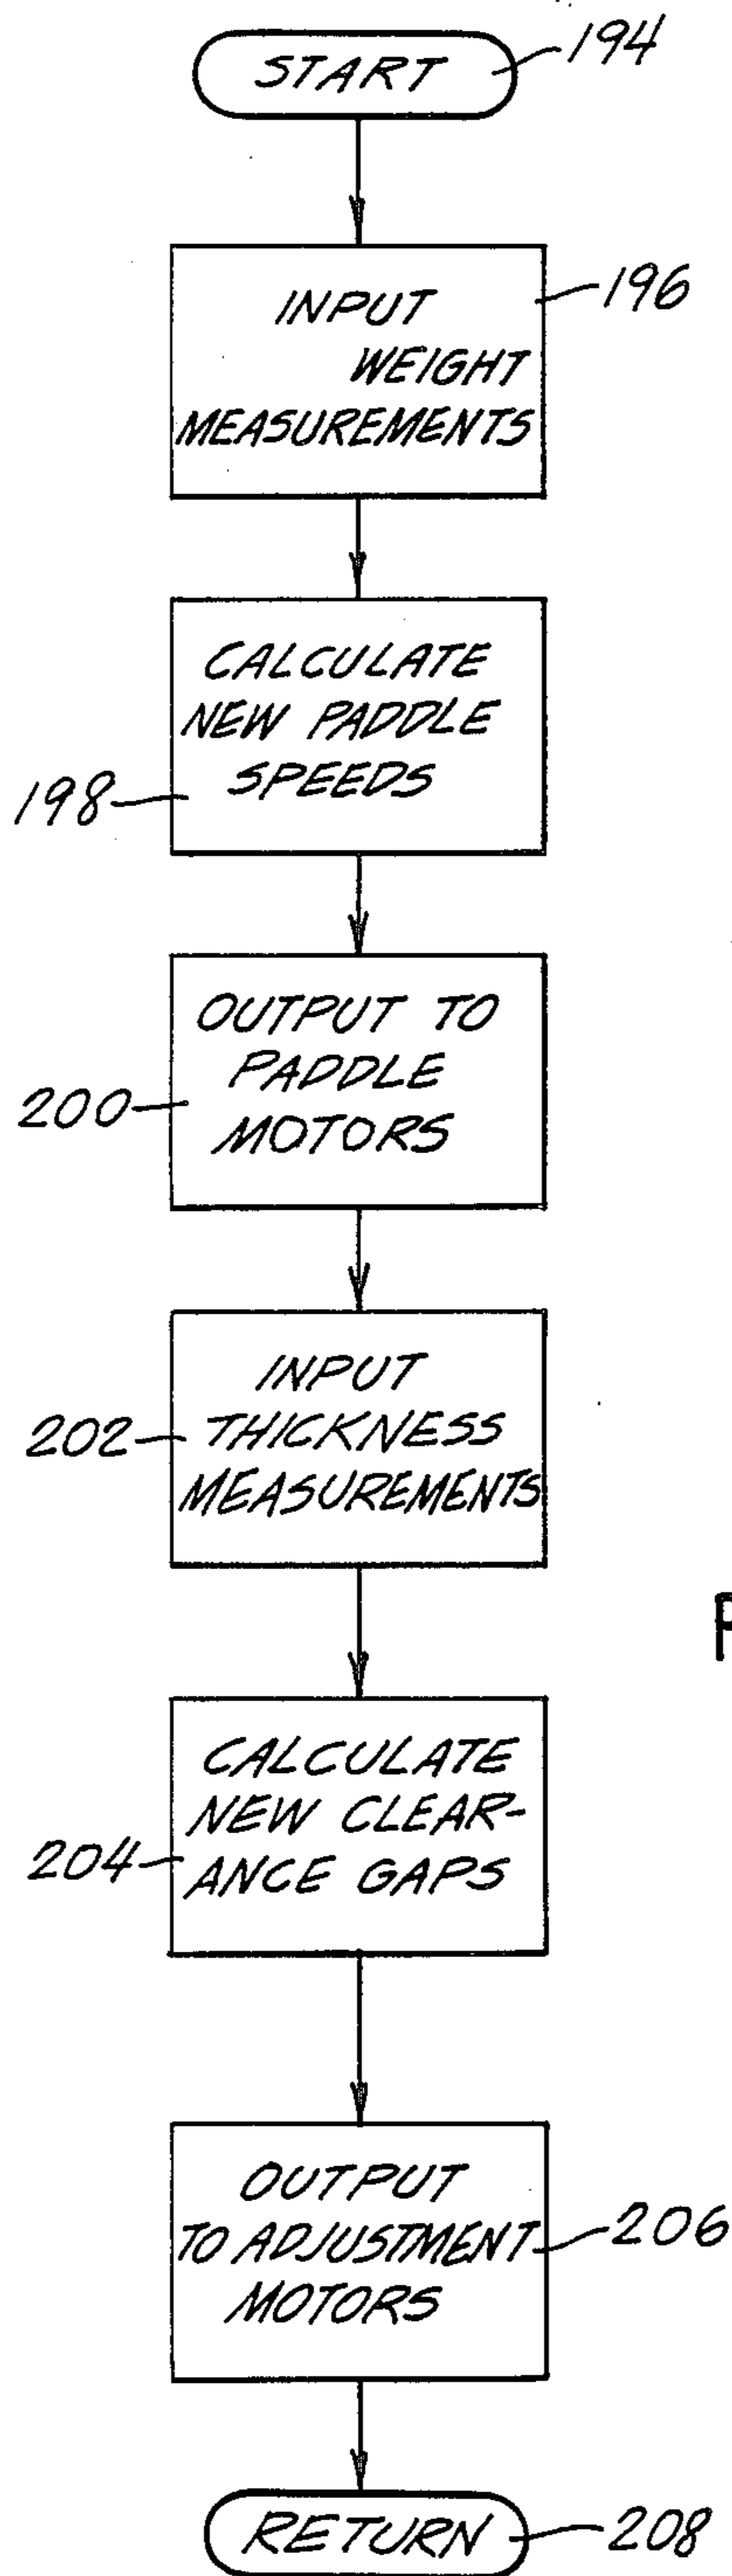 START
194
INPUT
WEIGHT
MEASUREMENTS
196
CALCULATE
NEW PADDLE
SPEEDS
198
OUTPUT TO
PADDLE
MOTORS
200
INPUT
THICKNESS
MEASUREMENTS
202
CALCULATE
NEW CLEAR-
ANCE GAPS
204
OUTPUT
TO ADJUSTMENT
MOTORS
206
RETURN
208